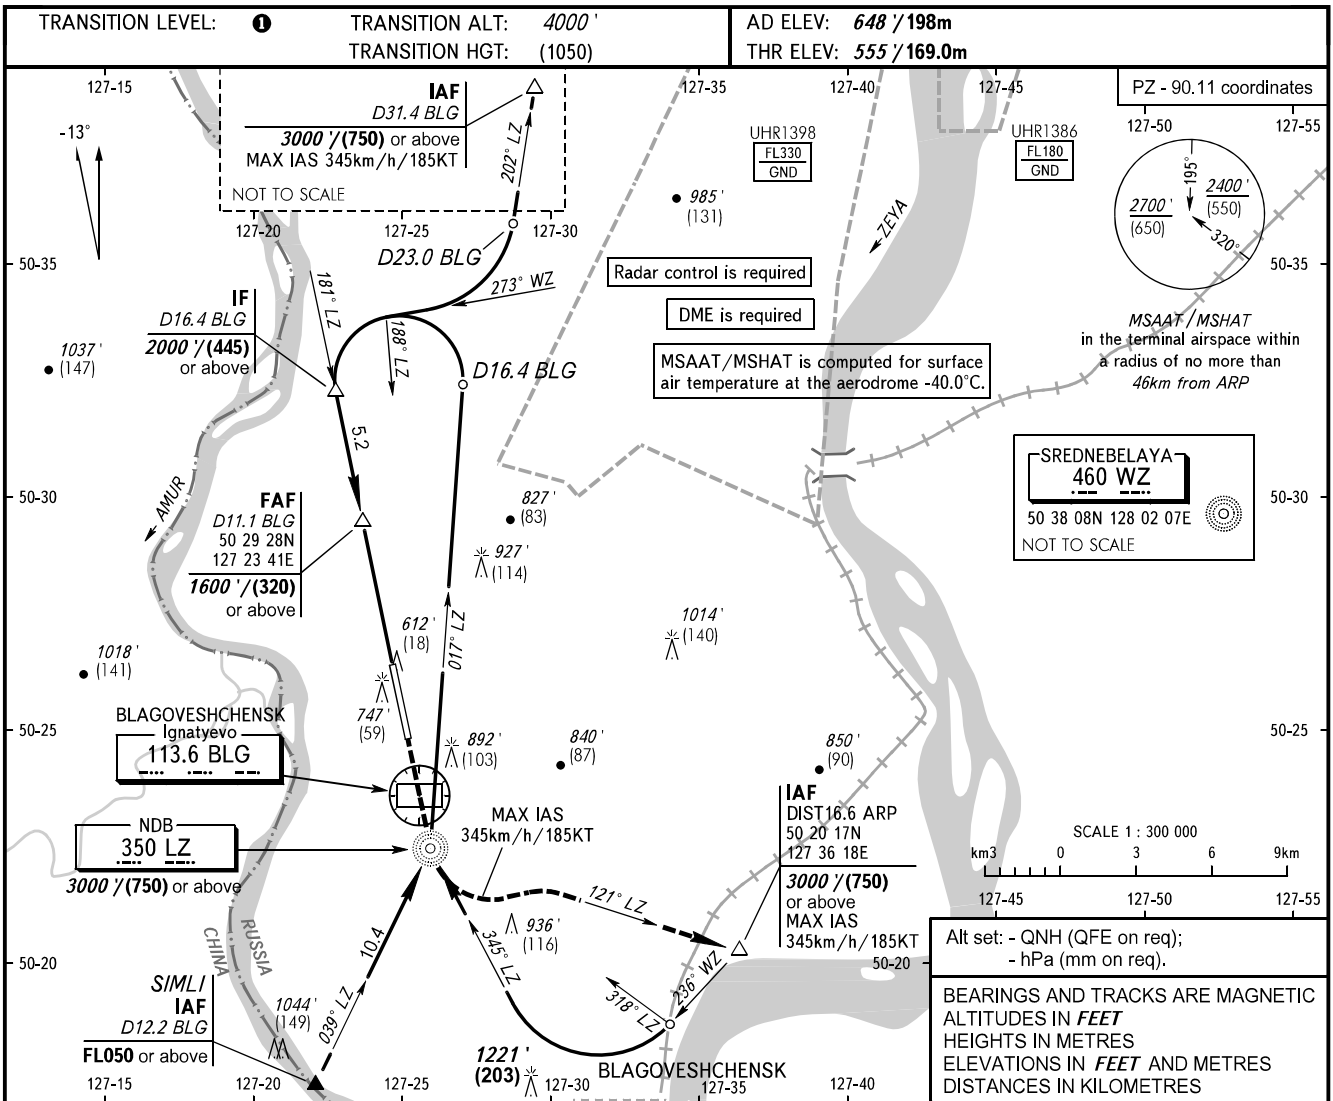 TRANSITION LEVEL: 1 TRANSITION ALT: 4000'
TRANSITION HGT: (1050)
AD ELEV: 648'/198m
THR ELEV: 555'/169.0m
127-15
IAF
D31.4 BLG
3000'/(750) or above
MAX IAS 345km/h/185KT
NOT TO SCALE
202° LZ
127-35
127-40
127-45
PZ - 90.11 coordinates
127-50
127-55
-13°
UHR1398
FL330
GND
UHR1386
FL180
GND
985'
(131)
ZEYA
195°
2400'
(550)
2700'
(650)
320°
127-20
127-25
127-30
D23.0 BLG
50-35
50-35
181° LZ
273° WZ
188° LZ
Radar control is required
DME is required
MSAAT/MSHAT is computed for surface
air temperature at the aerodrome -40.0°C.
MSAAT/MSHAT
in the terminal airspace within
a radius of no more than
46km from ARP
IF
D16.4 BLG
2000'/(445)
or above
1037'
(147)
D16.4 BLG
5.2
SREDNEBELAYA
460 WZ
50 38 08N 128 02 07E
NOT TO SCALE
50-30
50-30
AMUR
FAF
D11.1 BLG
50 29 28N
127 23 41E
1600'/(320)
or above
827'
(83)
927'
(114)
612'
(18)
017° LZ
1014'
(140)
1018'
(141)
747'
(59)
892'
(103)
840'
(87)
850'
(90)
50-25
50-25
BLAGOVESHCHENSK
Ignatyevo
113.6 BLG
NDB
350 LZ
3000'/(750) or above
MAX IAS
345km/h/185KT
IAF
DIST16.6 ARP
50 20 17N
127 36 18E
3000'/(750)
or above
MAX IAS
345km/h/185KT
SCALE 1 : 300 000
km3 0 3 6 9km
127-45
127-50
127-55
121° LZ
936'
(116)
345° LZ
236° WZ
318° LZ
10.4
039° LZ
RUSSIA
CHINA
50-20
50-20
SIMLI
IAF
D12.2 BLG
FL050 or above
1044'
(149)
1221'
(203)
BLAGOVESHCHENSK
127-15
127-20
127-25
127-30
127-35
127-40
Alt set: - QNH (QFE on req);
- hPa (mm on req).
BEARINGS AND TRACKS ARE MAGNETIC
ALTITUDES IN FEET
HEIGHTS IN METRES
ELEVATIONS IN FEET AND METRES
DISTANCES IN KILOMETRES